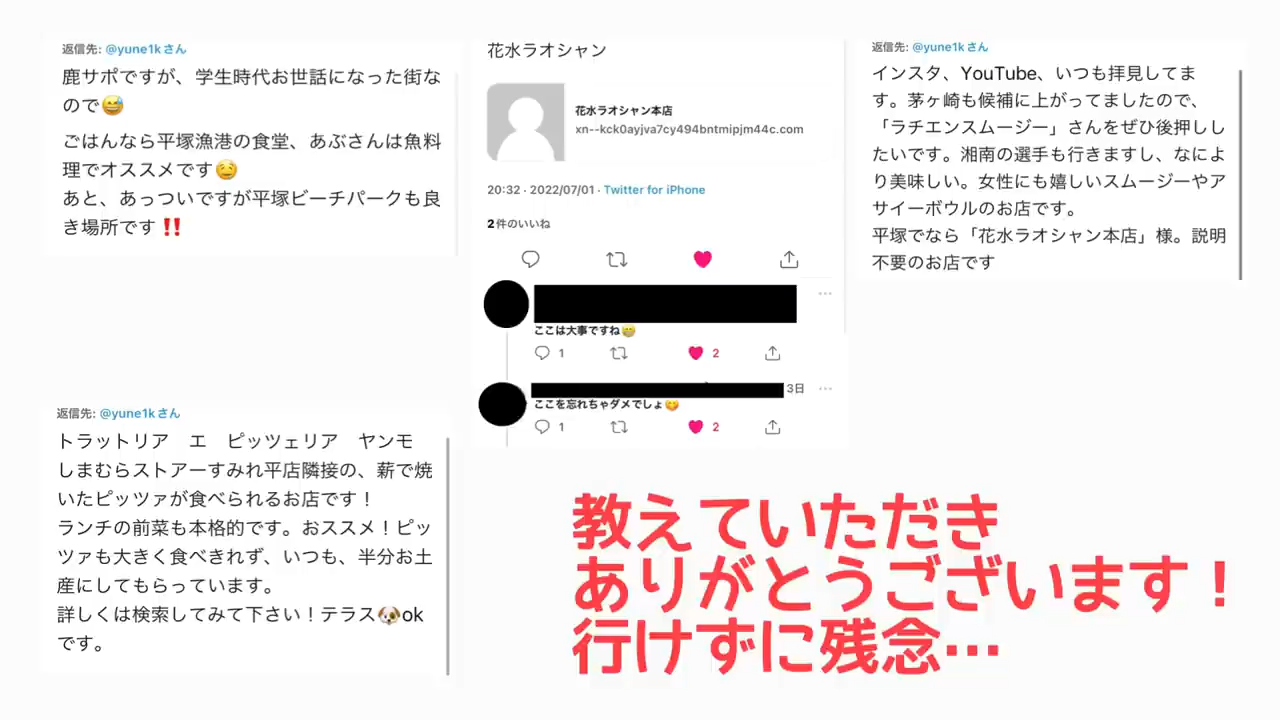 返信先: @yune1kさん
鹿サポですが、学生時代お世話になった街な
ので😅
ごはんなら平塚漁港の食堂、あぶさんは魚料
理でオススメです☺️
あと、あっついですが平塚ビーチパークも良
き場所です‼️
花水ラオシャン
花水ラオシャン本店
xn--kck0ayjva7cy494bntmipjm44c.com
20:32 · 2022/07/01 · Twitter for iPhone
2件のいいね
ここは大事ですね😁
1 2
3日
ここを忘れちゃダメでしょ😋
1 2
返信先: @yune1kさん
インスタ、YouTube、いつも拝見してま
す。茅ヶ崎も候補に上がってましたので、
「ラチエンスムージー」さんをぜひ後押しし
たいです。湘南の選手も行きますし、なによ
り美味しい。女性にも嬉しいスムージーやア
サイーボウルのお店です。
平塚でなら「花水ラオシャン本店」様。説明
不要のお店です
返信先: @yune1kさん
トラットリア　エ　ピッツェリア　ヤンモ
しまむらストアーすみれ平店隣接の、薪で焼
いたピッツァが食べられるお店です！
ランチの前菜も本格的です。おススメ！ピッ
ツァも大きく食べきれず、いつも、半分お土
産にしてもらっています。
詳しくは検索してみて下さい！テラス🐶ok
です。
教えていただき
ありがとうございます！
行けずに残念…